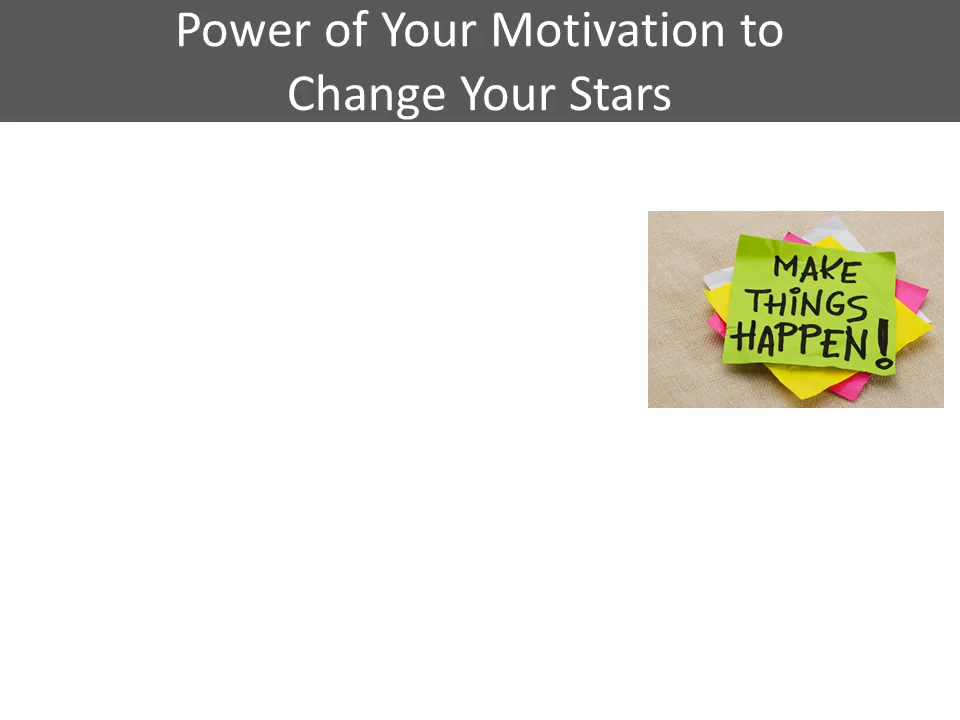 Power of Your Motivation to
Change Your Stars
MAKE
THiNGS
HAPPEN!